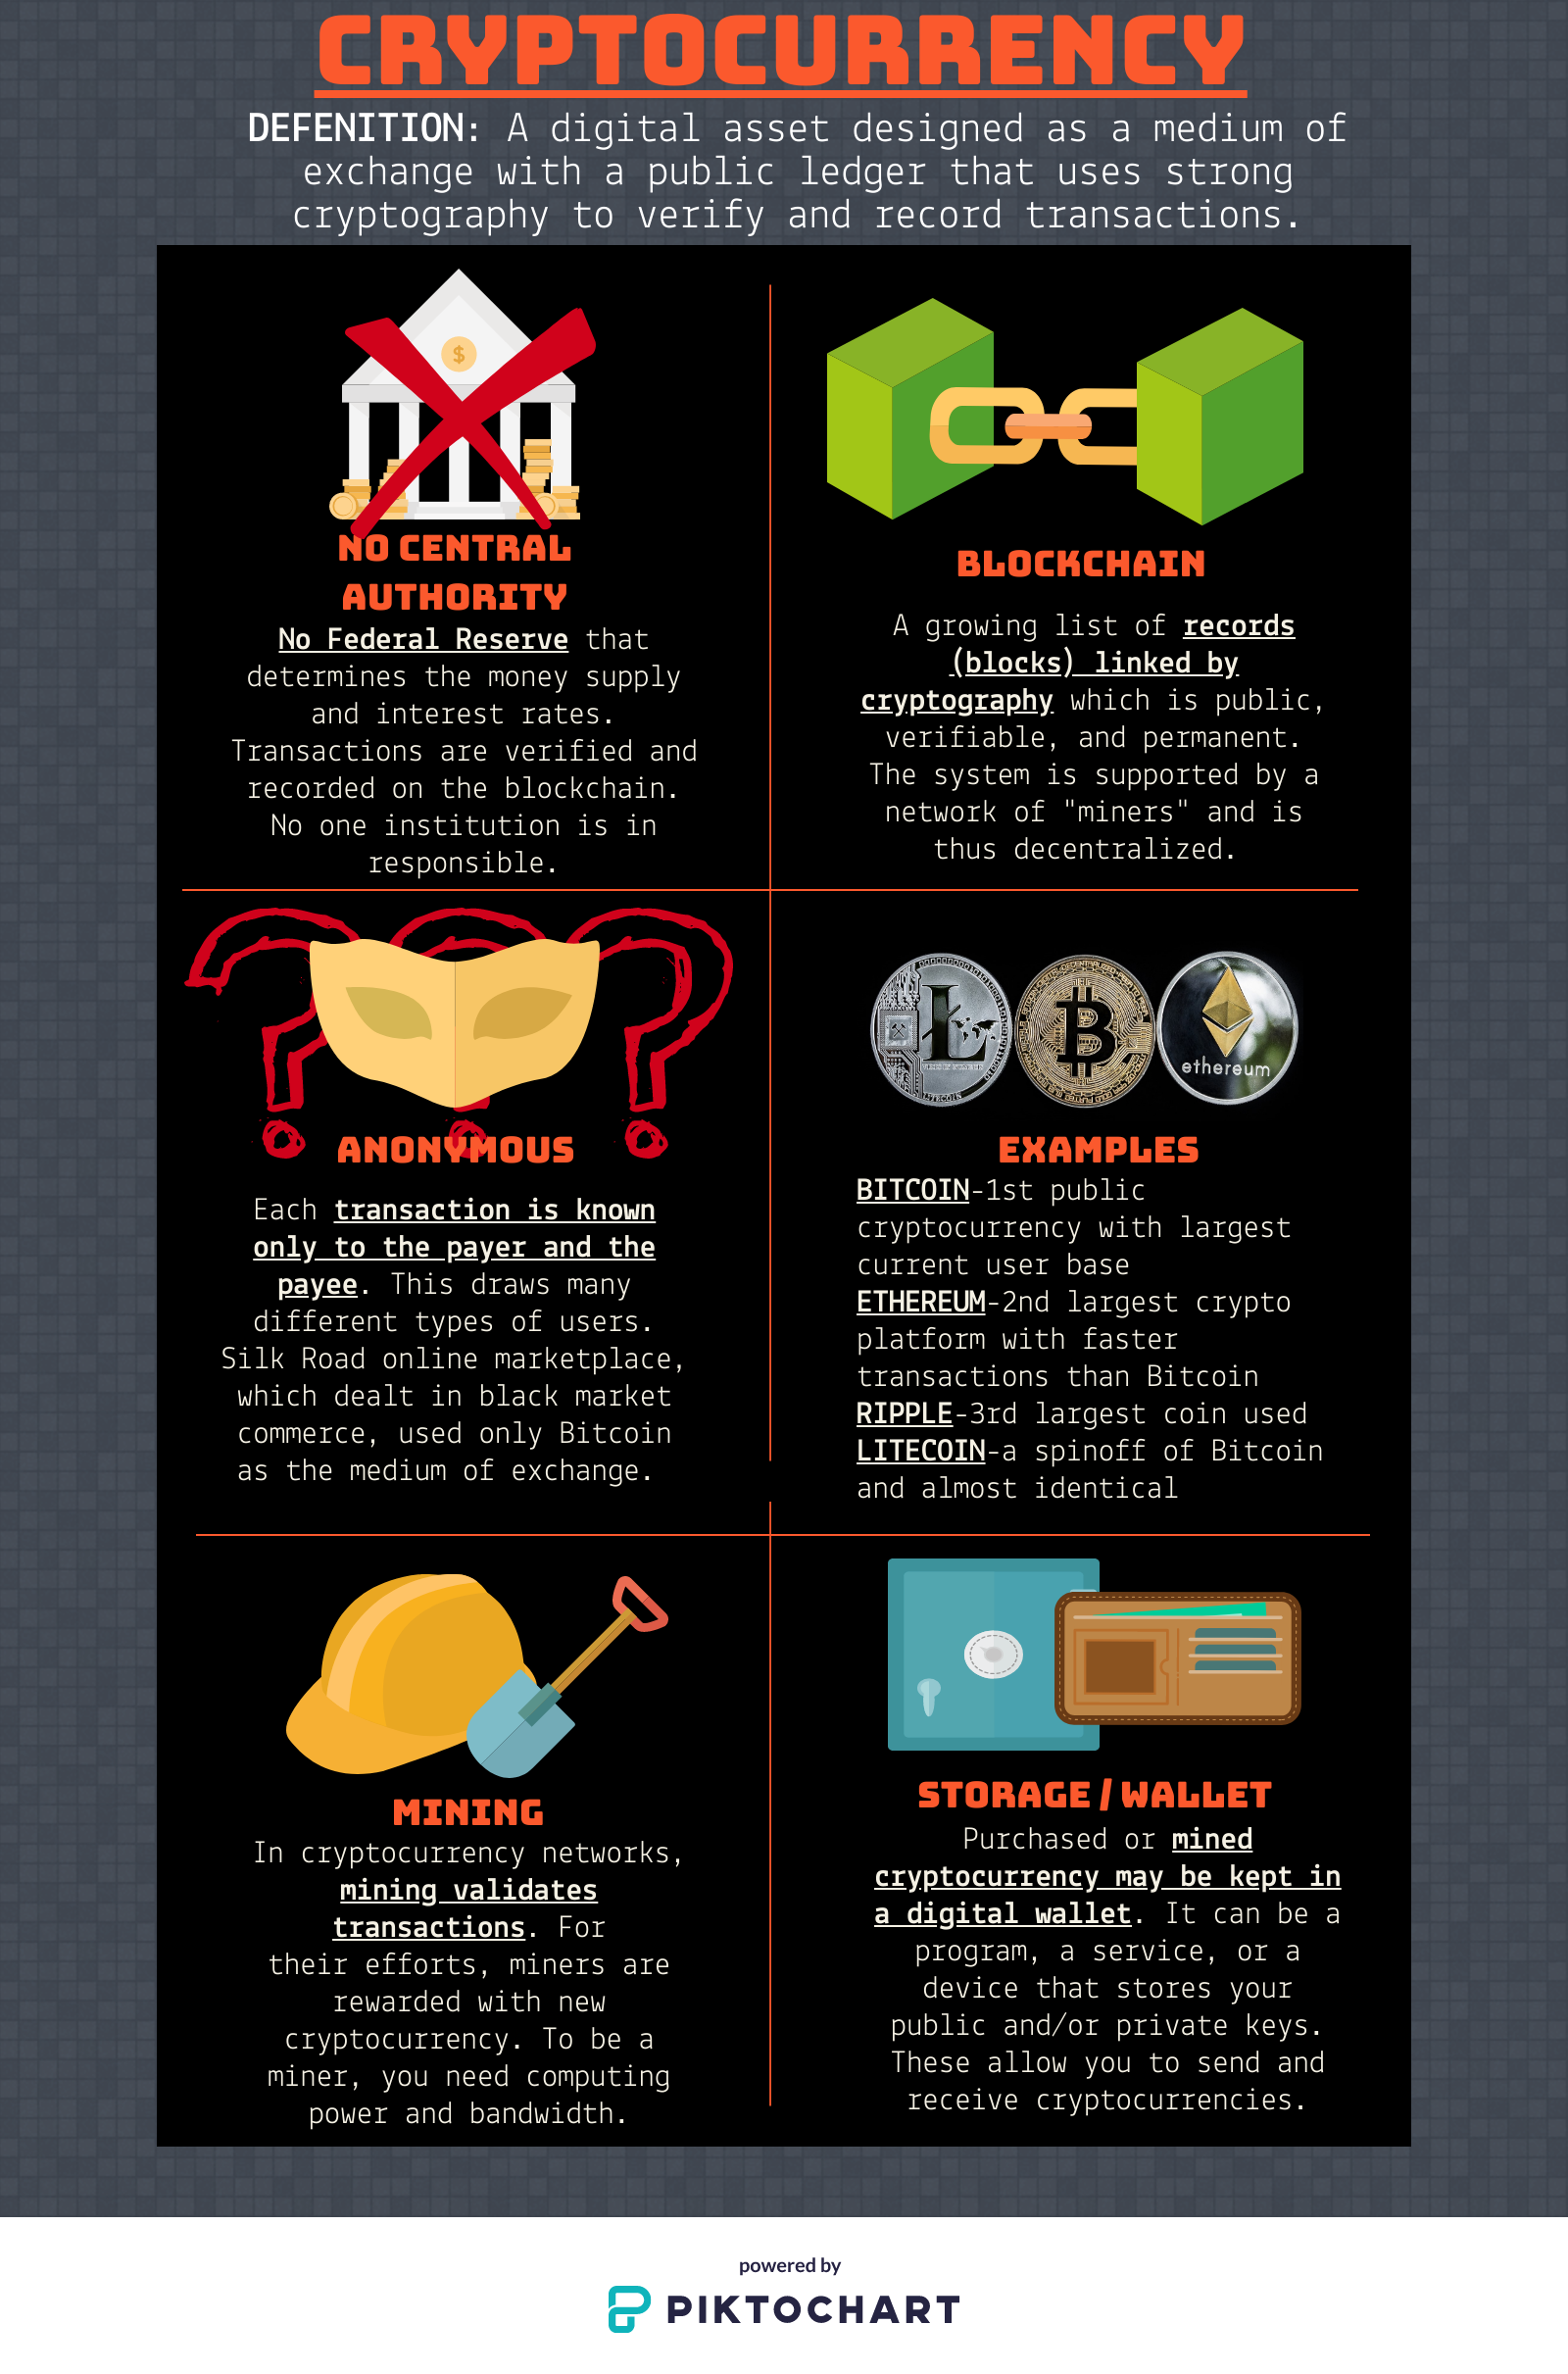 CRYPTOCURRENCY
DEFENITION: A digital asset designed as a medium of
exchange with a public ledger that uses strong
cryptography to verify and record transactions.
$
NO CENTRAL
AUTHORITY
No Federal Reserve that
determines the money supply
and interest rates.
Transactions are verified and
recorded on the blockchain.
No one institution is in
responsible.
BLOCKCHAIN
A growing list of records
(blocks) linked by
cryptography which is public,
verifiable, and permanent.
The system is supported by a
network of "miners" and is
thus decentralized.
???
ANONYMOUS
Each transaction is known
only to the payer and the
payee. This draws many
different types of users.
Silk Road online marketplace,
which dealt in black market
commerce, used only Bitcoin
as the medium of exchange.
LITECOIN
ethereum
EXAMPLES
BITCOIN-1st public
cryptocurrency with largest
current user base
ETHEREUM-2nd largest crypto
platform with faster
transactions than Bitcoin
RIPPLE-3rd largest coin used
LITECOIN-a spinoff of Bitcoin
and almost identical
MINING
In cryptocurrency networks,
mining validates
transactions. For
their efforts, miners are
rewarded with new
cryptocurrency. To be a
miner, you need computing
power and bandwidth.
STORAGE / WALLET
Purchased or mined
cryptocurrency may be kept in
a digital wallet. It can be a
program, a service, or a
device that stores your
public and/or private keys.
These allow you to send and
receive cryptocurrencies.
powered by
PIKTOCHART